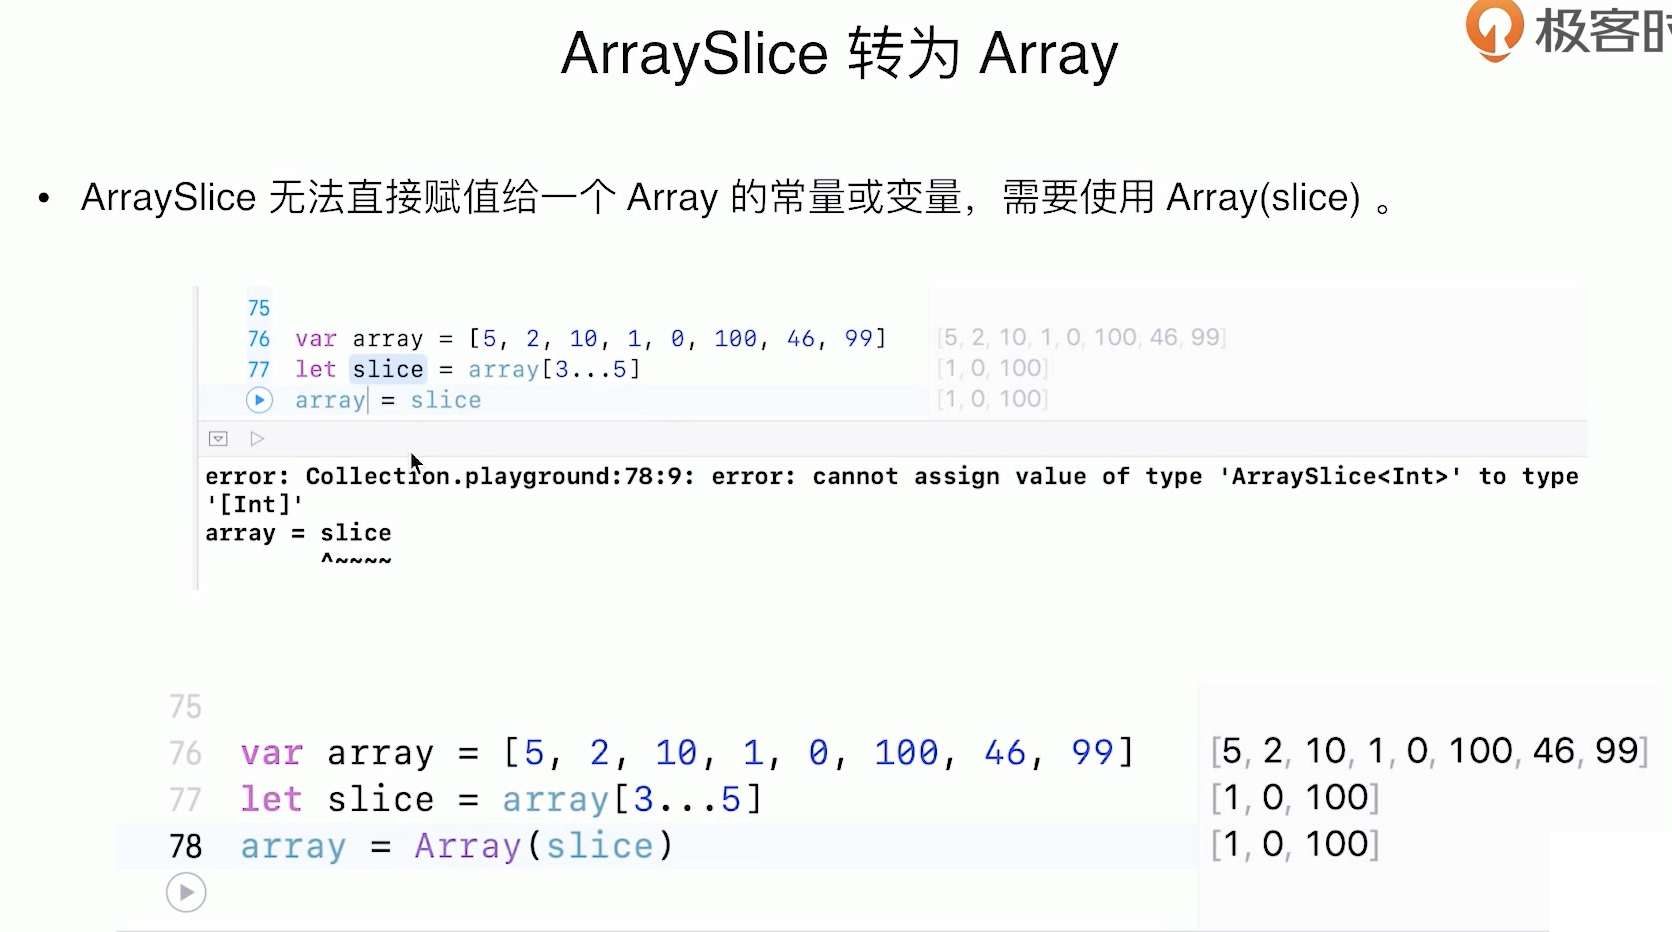 ArraySlice 转为 Array
极客时
• ArraySlice 无法直接赋值给一个 Array 的常量或变量，需要使用 Array(slice) 。
75
76 var array = [5, 2, 10, 1, 0, 100, 46, 99] [5, 2, 10, 1, 0, 100, 46, 99]
77 let slice = array[3...5] [1, 0, 100]
array = slice [1, 0, 100]
error: Collection.playground:78:9: error: cannot assign value of type 'ArraySlice<Int>' to type
'[Int]'
array = slice
^~~~~
75
76 var array = [5, 2, 10, 1, 0, 100, 46, 99] [5, 2, 10, 1, 0, 100, 46, 99]
77 let slice = array[3...5] [1, 0, 100]
78 array = Array(slice) [1, 0, 100]